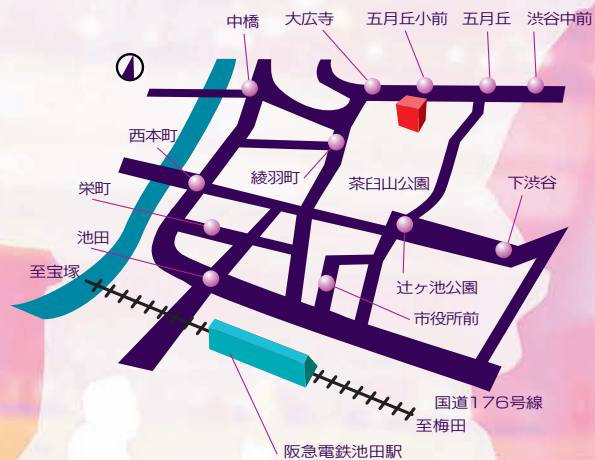 中橋
大広寺
五月丘小前
五月丘
渋谷中前
西本町
綾羽町
茶臼山公園
栄町
下渋谷
池田
至宝塚
辻ヶ池公園
市役所前
国道176号線
至梅田
阪急電鉄池田駅